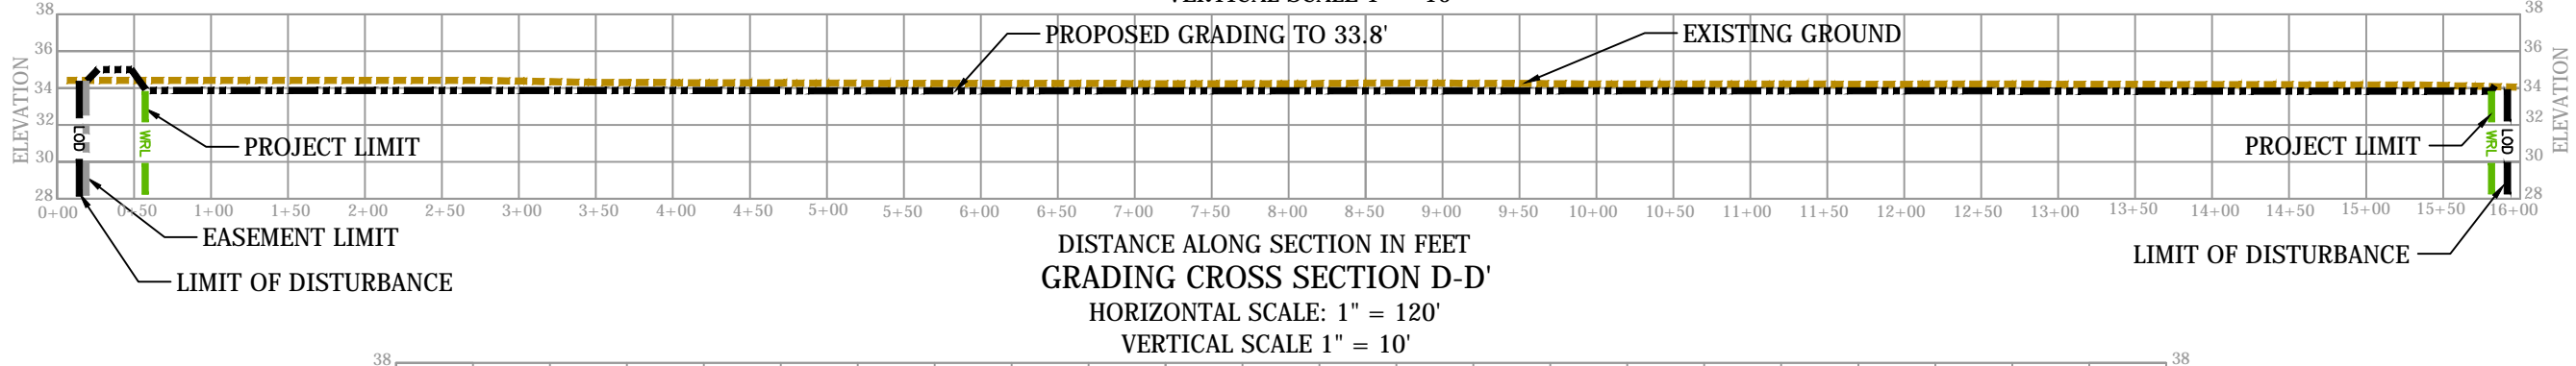 38
38
36
36
34
34
32
32
30
30
28
28
ELEVATION
ELEVATION
PROPOSED GRADING TO 33.8'
EXISTING GROUND
LOD
WRL
PROJECT LIMIT
PROJECT LIMIT
WRL
LOD
0+00
0+50
1+00
1+50
2+00
2+50
3+00
3+50
4+00
4+50
5+00
5+50
6+00
6+50
7+00
7+50
8+00
8+50
9+00
9+50
10+00
10+50
11+00
11+50
12+00
12+50
13+00
13+50
14+00
14+50
15+00
15+50
16+00
EASEMENT LIMIT
LIMIT OF DISTURBANCE
LIMIT OF DISTURBANCE
DISTANCE ALONG SECTION IN FEET
GRADING CROSS SECTION D-D'
HORIZONTAL SCALE: 1" = 120'
VERTICAL SCALE 1" = 10'
38
38